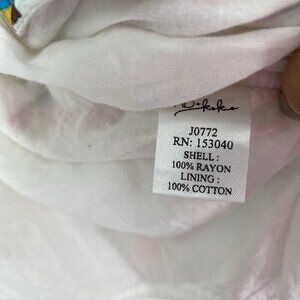 J0772
RN: 153040
SHELL :
100% RAYON
LINING :
100% COTTON